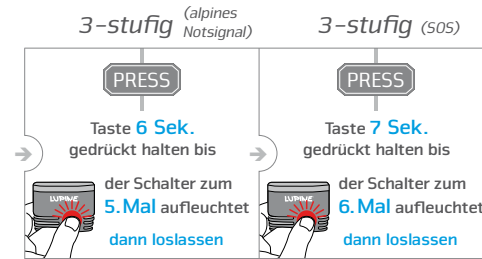 3-stufig (alpines Notsignal)
PRESS
Taste 6 Sek.
gedrückt halten bis
der Schalter zum
5. Mal aufleuchtet
dann loslassen
LUPINE
3-stufig (SOS)
PRESS
Taste 7 Sek.
gedrückt halten bis
der Schalter zum
6. Mal aufleuchtet
dann loslassen
LUPINE